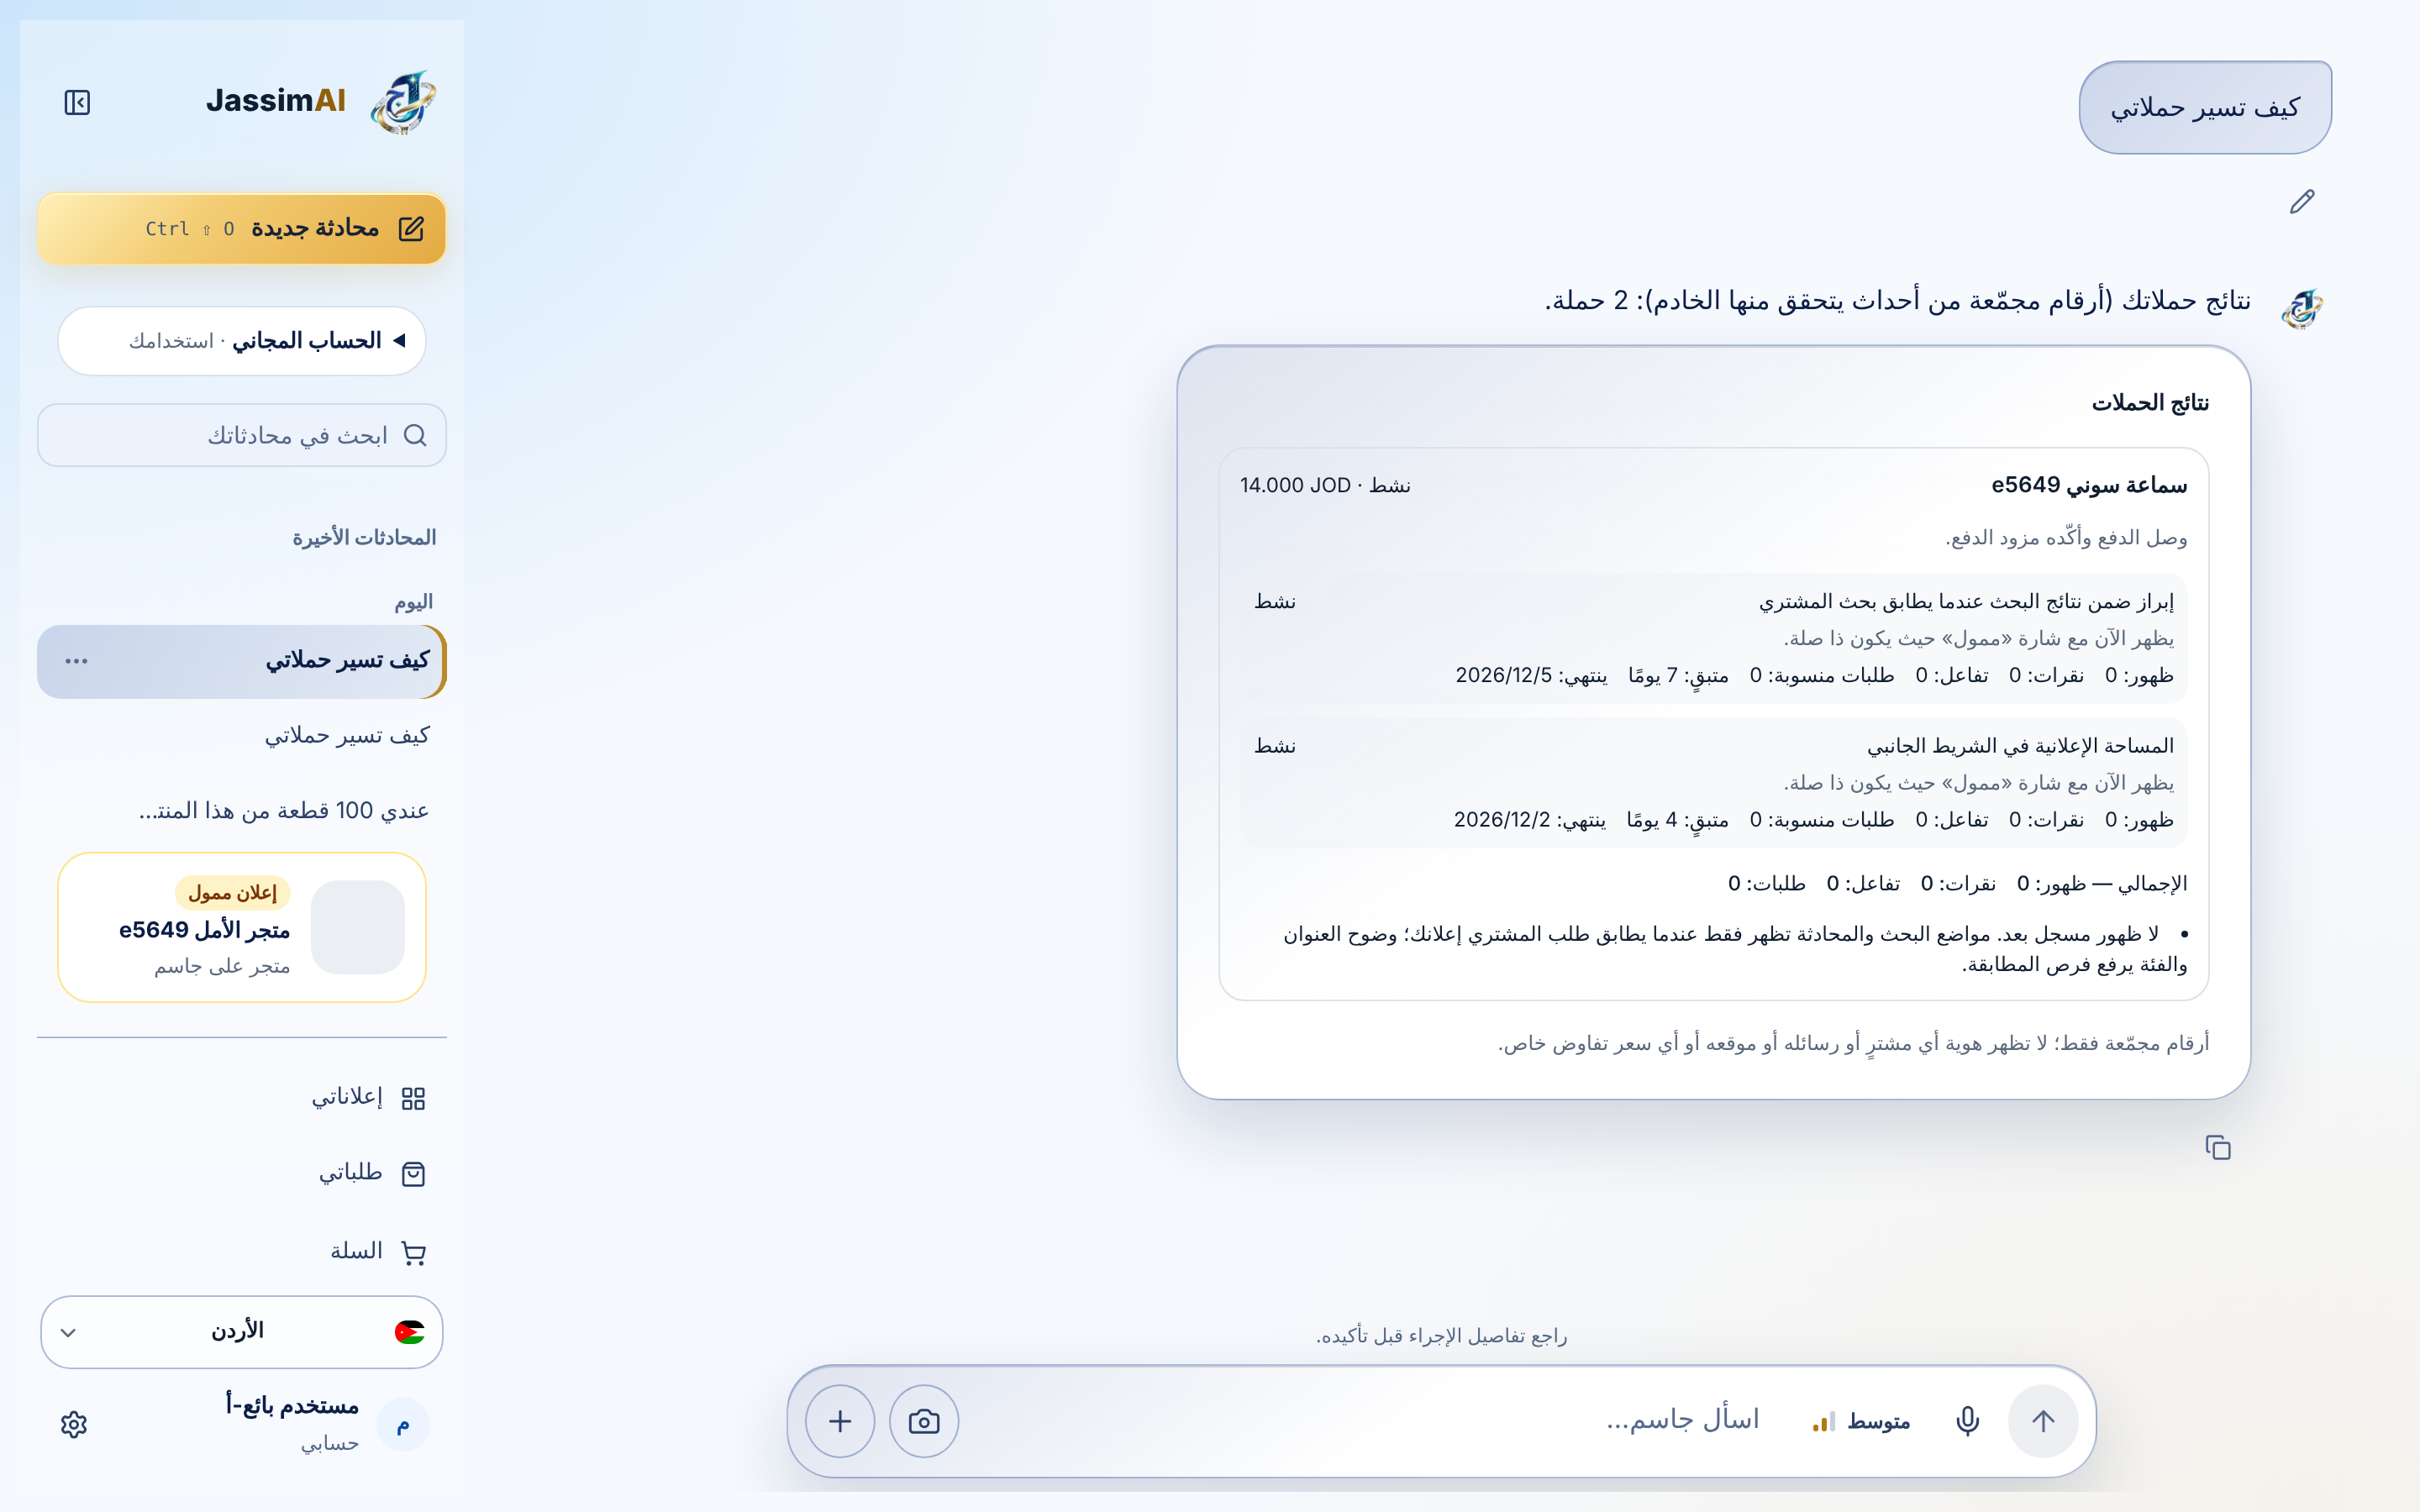 JassimAI
محادثة جديدة Ctrl ⇧ O
الحساب المجاني · استخدامك
ابحث في محادثاتك
المحادثات الأخيرة
اليوم
كيف تسير حملاتي
كيف تسير حملاتي
عندي 100 قطعة من هذا المنتـ...
إعلان ممول
متجر الأمل e5649
متجر على جاسم
إعلاناتي
طلباتي
السلة
الأردن
م
مستخدم بائع-أ
حسابي
كيف تسير حملاتي
نتائج حملاتك (أرقام مجمّعة من أحداث يتحقق منها الخادم): 2 حملة.
نتائج الحملات
سماعة سوني e5649
نشط · 14.000 JOD
وصل الدفع وأكّده مزود الدفع.
إبراز ضمن نتائج البحث عندما يطابق بحث المشتري
نشط
يظهر الآن مع شارة «ممول» حيث يكون ذا صلة.
ظهور: 0 نقرات: 0 تفاعل: 0 طلبات منسوبة: 0 متبقٍ: 7 يومًا ينتهي: 2026/12/5
المساحة الإعلانية في الشريط الجانبي
نشط
يظهر الآن مع شارة «ممول» حيث يكون ذا صلة.
ظهور: 0 نقرات: 0 تفاعل: 0 طلبات منسوبة: 0 متبقٍ: 4 يومًا ينتهي: 2026/12/2
الإجمالي — ظهور: 0 نقرات: 0 تفاعل: 0 طلبات: 0
• لا ظهور مسجل بعد. مواضع البحث والمحادثة تظهر فقط عندما يطابق طلب المشتري إعلانك؛ وضوح العنوان
والفئة يرفع فرص المطابقة.
أرقام مجمّعة فقط؛ لا تظهر هوية أي مشترٍ أو رسائله أو موقعه أو أي سعر تفاوض خاص.
راجع تفاصيل الإجراء قبل تأكيده.
متوسط
اسأل جاسم...